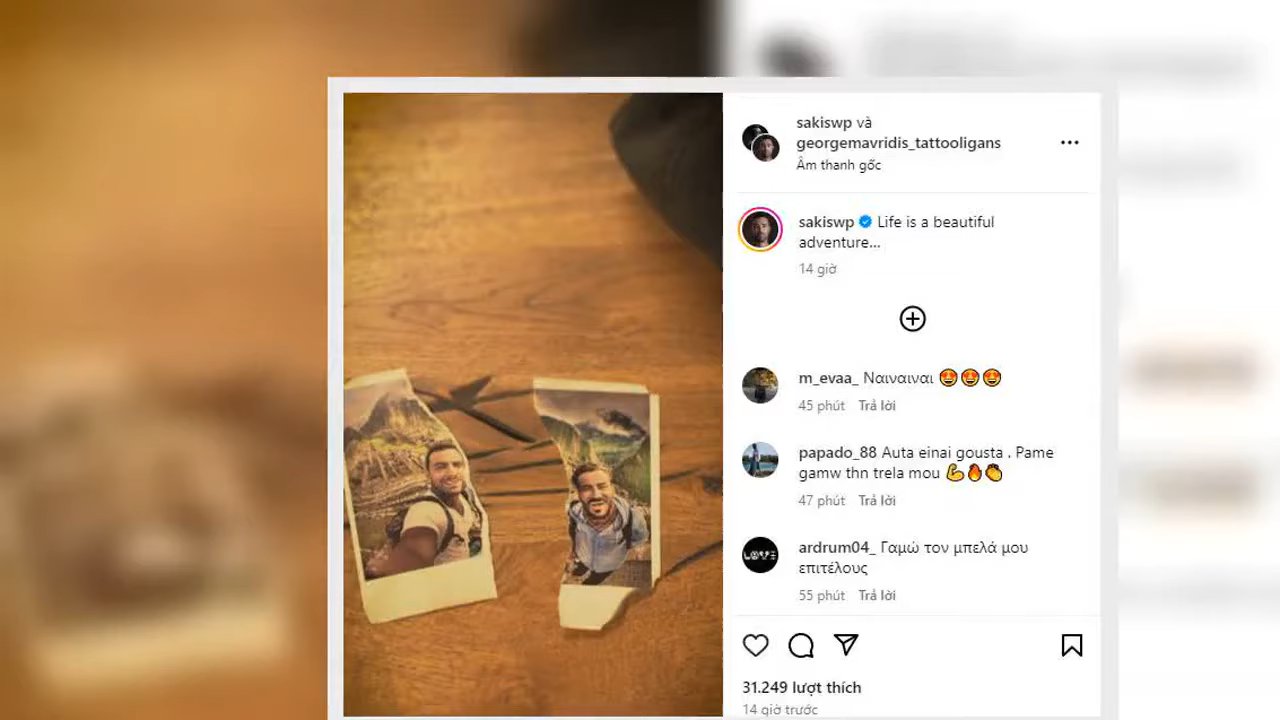 sakiswp và
georgemavridis_tattooligans
Âm thanh gốc
sakiswp Life is a beautiful
adventure...
14 giờ
m_evaa_ Ναιναιναι 🤩🤩🤩
45 phút Trả lời
papado_88 Auta einai gousta . Pame
gamw thn trela mou 💪🔥👏
47 phút Trả lời
LOVE
ardrum04_ Γαμώ τον μπελά μου
επιτέλους
55 phút Trả lời
31.249 lượt thích
14 giờ trước